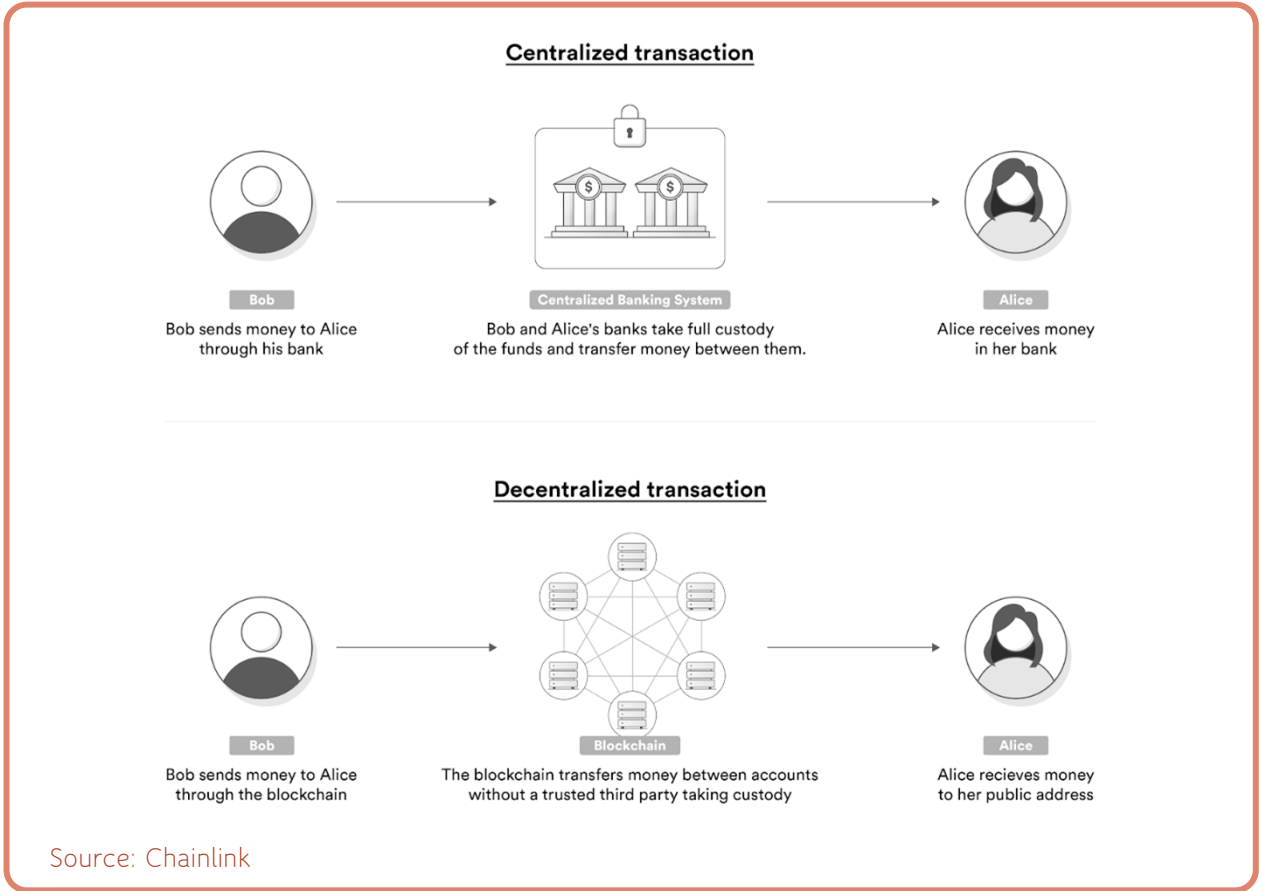 Centralized transaction
$ $
Bob
Centralized Banking System
Alice
Bob sends money to Alice
through his bank
Bob and Alice's banks take full custody
of the funds and transfer money between them.
Alice receives money
in her bank
Decentralized transaction
Bob
Blockchain
Alice
Bob sends money to Alice
through the blockchain
The blockchain transfers money between accounts
without a trusted third party taking custody
Alice recieves money
to her public address
Source: Chainlink